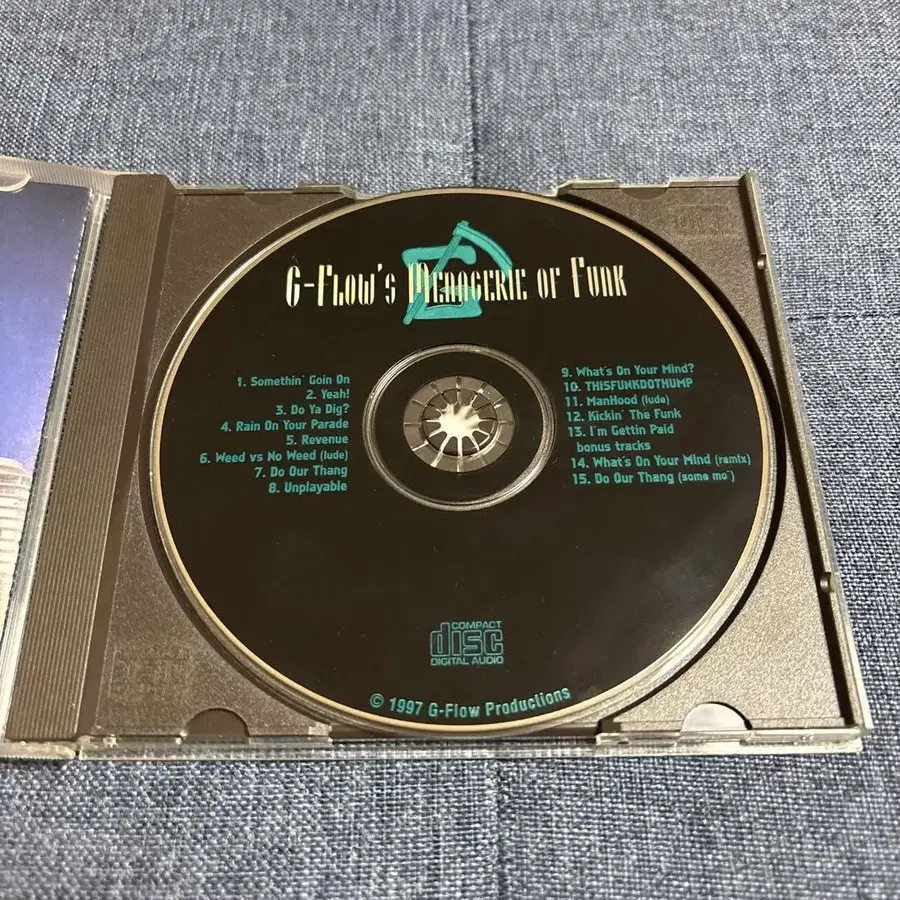 G-Flow's Menagerie of Funk
1. Somethin' Goin On
2. Yeah!
3. Do Ya Dig?
4. Rain On Your Parade
5. Revenue
6. Weed vs No Weed (lude)
7. Do Our Thang
8. Unplayable
9. What's On Your Mind?
10. THISFUNKDOTHUMP
11. ManHood (lude)
12. Kickin' The Funk
13. I'm Gettin Paid
bonus tracks
14. What's On Your Mind (remix)
15. Do Our Thang (some mo')
COMPACT
disc
DIGITAL AUDIO
© 1997 G-Flow Productions